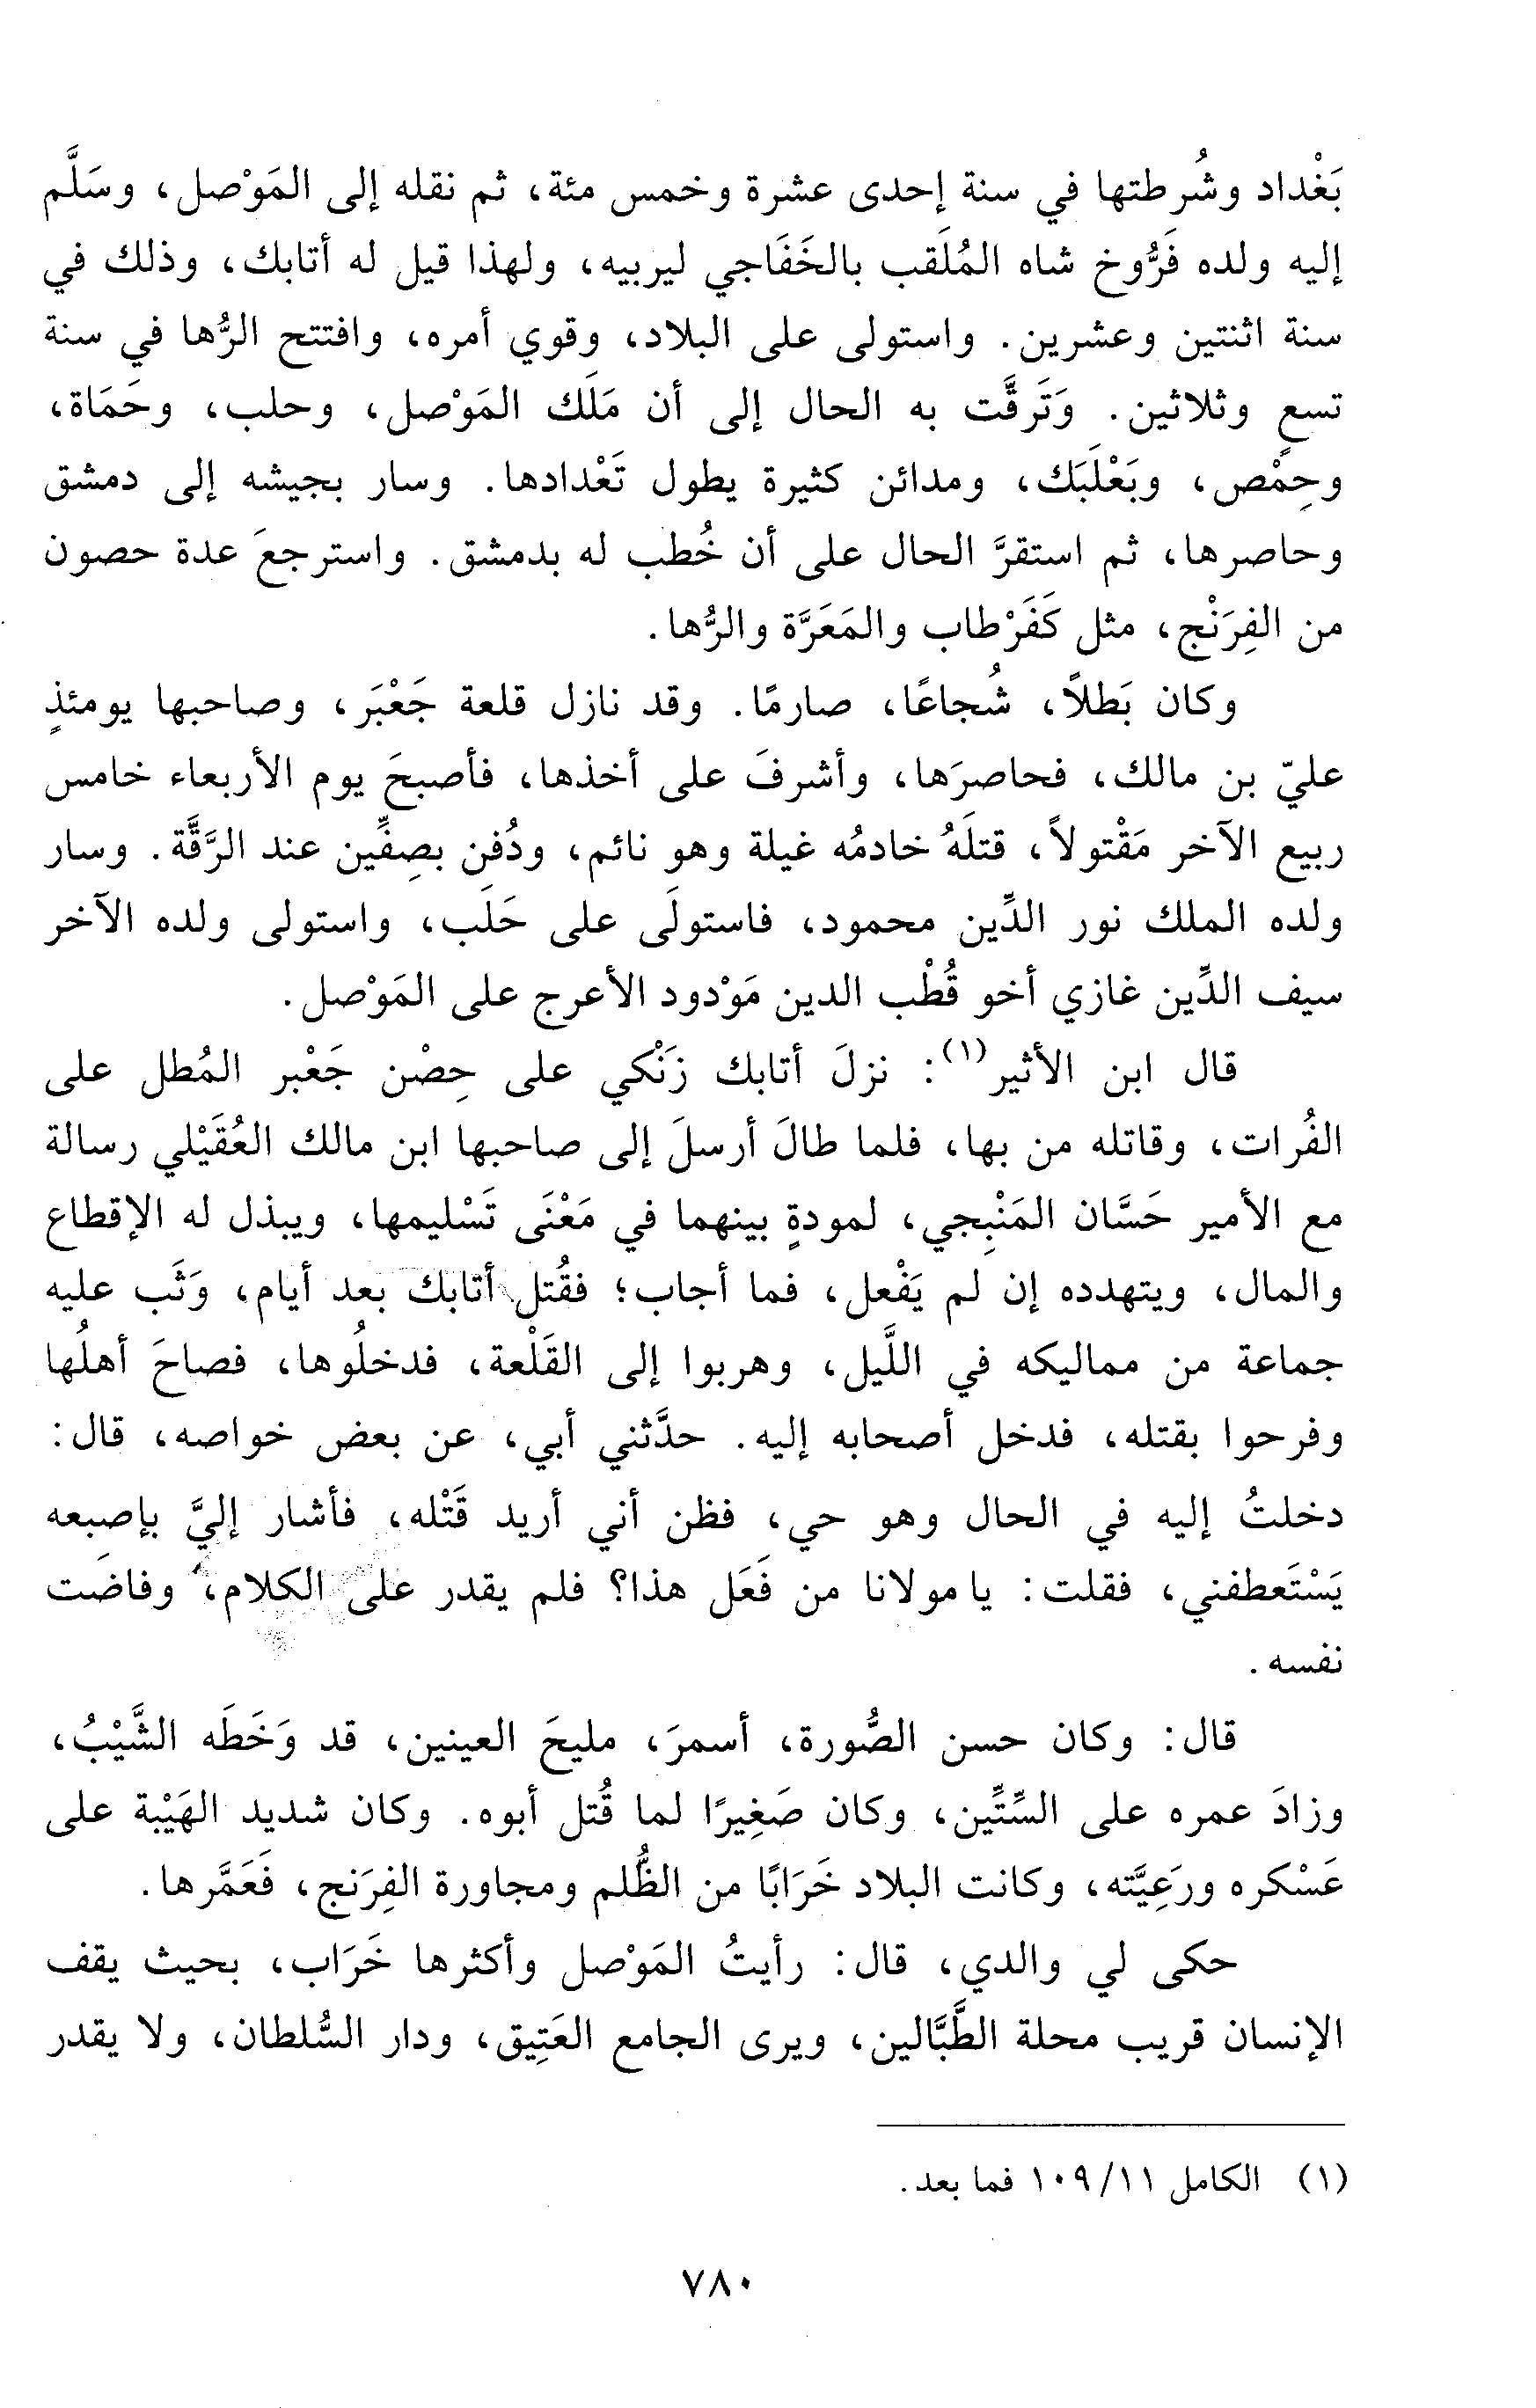 بَغْداد وشُرطتها في سنة إحدى عشرة وخمس مئة، ثم نقله إلى المَوْصل، وسَلَّم
إليه ولده فَرُّوخ شاه المُلَقب بالخَفَاجي ليربيه، ولهذا قيل له أتابك، وذلك في
سنة اثنتين وعشرين. واستولى على البلاد، وقوي أمره، وافتتح الرُّها في سنة
تسعٍ وثلاثين. وَتَرقَّت به الحال إلى أن مَلَك المَوْصل، وحلب، وحَمَاة،
وحِمْص، وبَعْلَبَك، ومدائن كثيرة يطول تَعْدادها. وسار بجيشه إلى دمشق
وحاصرها، ثم استقرَّ الحال على أن خُطب له بدمشق. واسترجعَ عدة حصون
من الفِرَنْج، مثل كَفَرْطاب والمَعَرَّة والرُّها.
وكان بَطلاً، شُجاعًا، صارمًا. وقد نازل قلعة جَعْبَر، وصاحبها يومئذٍ
عليّ بن مالك، فحاصرَها، وأشرفَ على أخذها، فأصبحَ يوم الأربعاء خامس
ربيع الآخر مَقْتولاً، قتلَهُ خادمُه غيلة وهو نائم، ودُفن بصِفِّين عند الرَّقَّة. وسار
ولده الملك نور الدِّين محمود، فاستولَى على حَلَب، واستولى ولده الآخر
سيف الدِّين غازي أخو قُطْب الدين مَوْدود الأعرج على المَوْصل.
قال ابن الأثير(١): نزلَ أتابك زَنْكي على حِصْن جَعْبر المُطل على
الفُرات، وقاتله من بها، فلما طالَ أرسلَ إلى صاحبها ابن مالك العُقَيْلي رسالة
مع الأمير حَسَّان المَنْبِجي، لمودةٍ بينهما في مَعْنَى تَسْليمها، ويبذل له الإقطاع
والمال، ويتهدده إن لم يَفْعل، فما أجاب؛ فقُتل أتابك بعد أيام، وَثَب عليه
جماعة من مماليكه في اللَّيل، وهربوا إلى القَلْعة، فدخلُوها، فصاحَ أهلُها
وفرحوا بقتله، فدخل أصحابه إليه. حدَّثني أبي، عن بعض خواصه، قال:
دخلتُ إليه في الحال وهو حي، فظن أني أريد قَتْله، فأشار إليَّ بإصبعه
يَسْتَعطفني، فقلت: يا مولانا من فَعَل هذا؟ فلم يقدر على الكلام، وفاضَت
نفسه.
قال: وكان حسن الصُّورة، أسمرَ، مليحَ العينين، قد وَخَطَه الشَّيْبُ،
وزادَ عمره على السِّتِّين، وكان صَغِيرًا لما قُتل أبوه. وكان شديد الهَيْبة على
عَسْكره ورَعِيَّته، وكانت البلاد خَرَابًا من الظُّلم ومجاورة الفِرَنج، فَعَمَّرها.
حكى لي والدي، قال: رأيتُ المَوْصل وأكثرها خَرَاب، بحيث يقف
الإنسان قريب محلة الطَّبَّالين، ويرى الجامع العَتِيق، ودار السُّلطان، ولا يقدر
(١) الكامل ١١/ ١٠٩ فما بعد.
٧٨٠